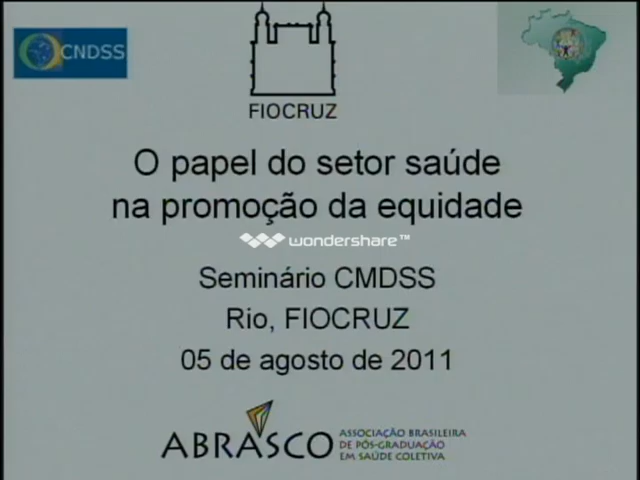 CNDSS
FIOCRUZ
O papel do setor saúde
na promoção da equidade
wondershare™
Seminário CMDSS
Rio, FIOCRUZ
05 de agosto de 2011
ABRASCO
ASSOCIAÇÃO BRASILEIRA
DE PÓS-GRADUAÇÃO
EM SAÚDE COLETIVA